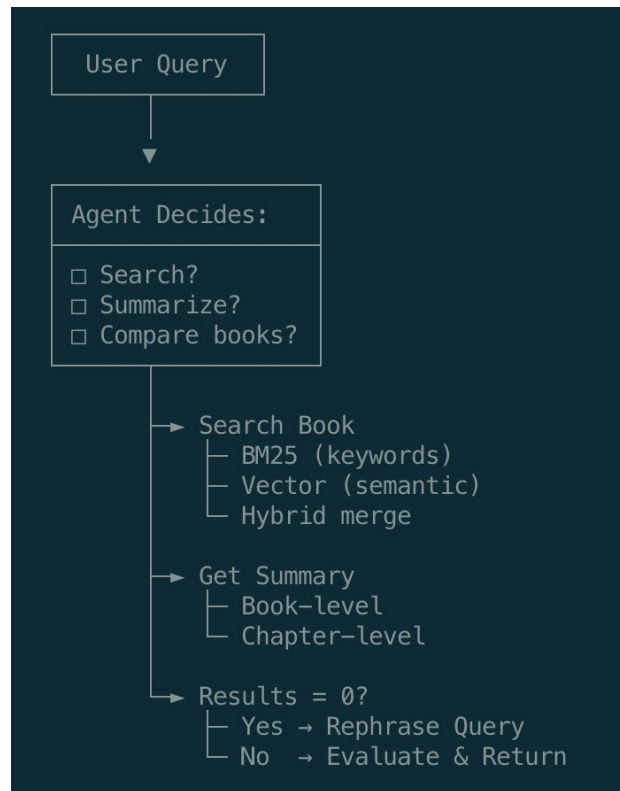 User Query
Agent Decides:
□ Search?
□ Summarize?
□ Compare books?
Search Book
BM25 (keywords)
Vector (semantic)
Hybrid merge
Get Summary
Book-level
Chapter-level
Results = 0?
Yes → Rephrase Query
No → Evaluate & Return